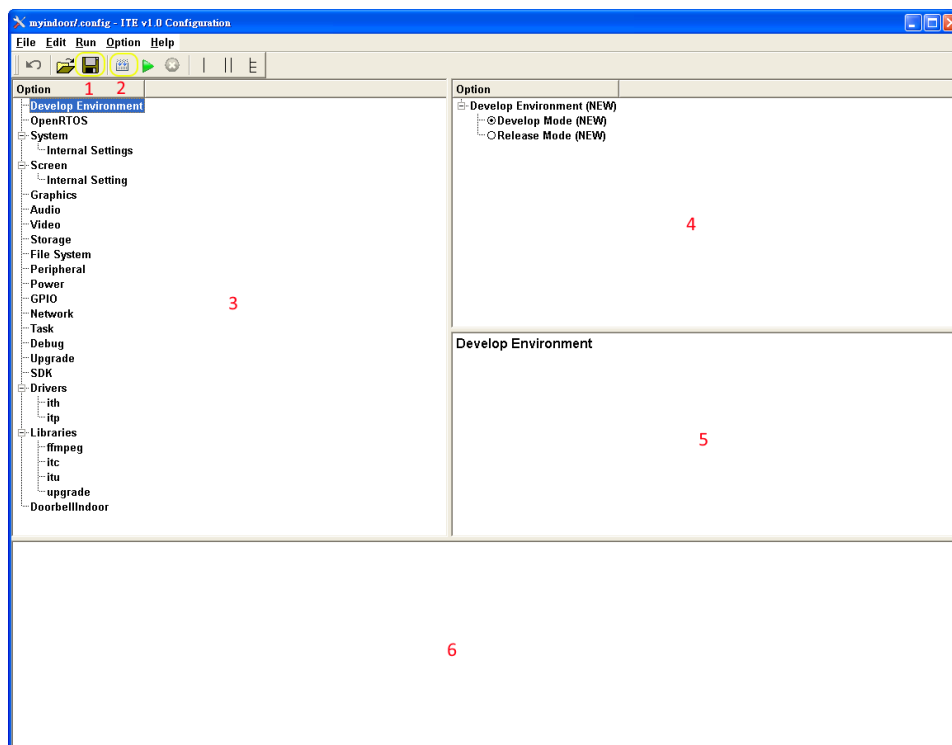 myindoor/.config - ITE v1.0 Configuration
File Edit Run Option Help
1 2
Option
Develop Environment
OpenRTOS
System
Internal Settings
Screen
Internal Setting
Graphics
Audio
Video
Storage
File System
Peripheral
Power
GPIO
Network
Task
Debug
Upgrade
SDK
Drivers
ith
itp
Libraries
ffmpeg
itc
itu
upgrade
DoorbellIndoor
3
Option
Develop Environment (NEW)
Develop Mode (NEW)
Release Mode (NEW)
4
Develop Environment
5
6